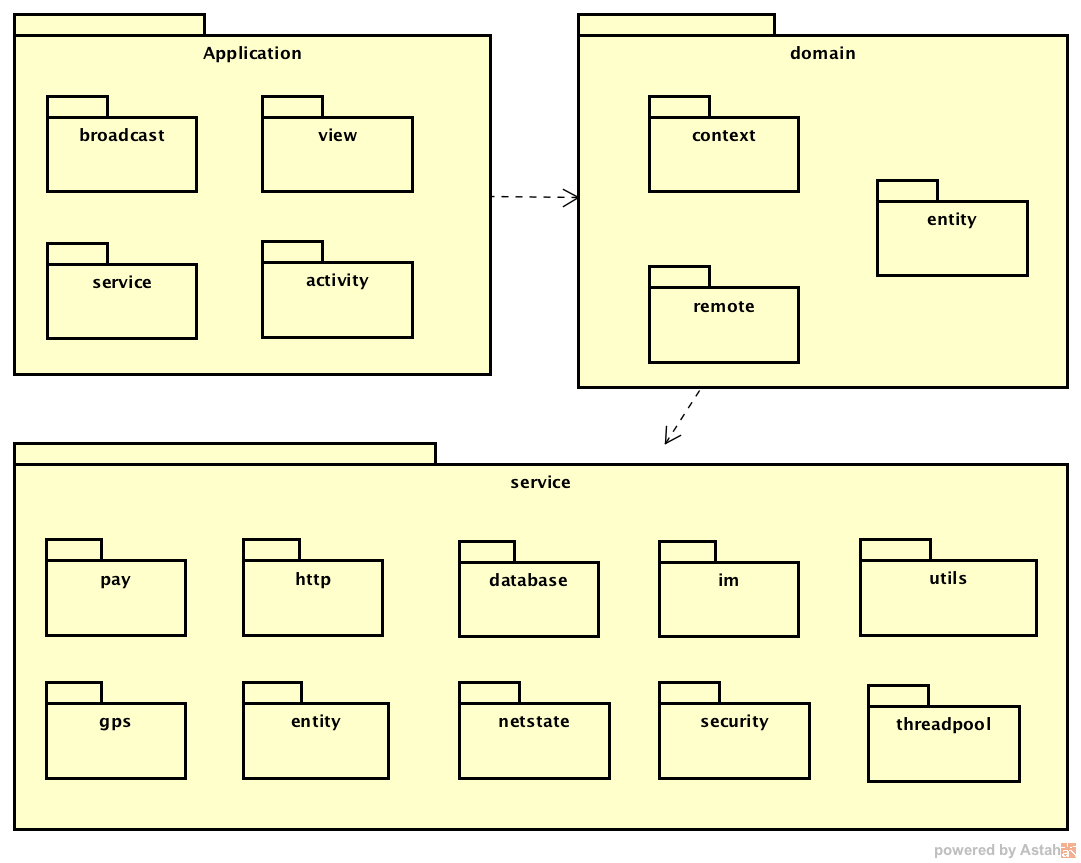 Application
broadcast
view
service
activity
domain
context
entity
remote
service
pay
http
database
im
utils
gps
entity
netstate
security
threadpool
powered by Astah